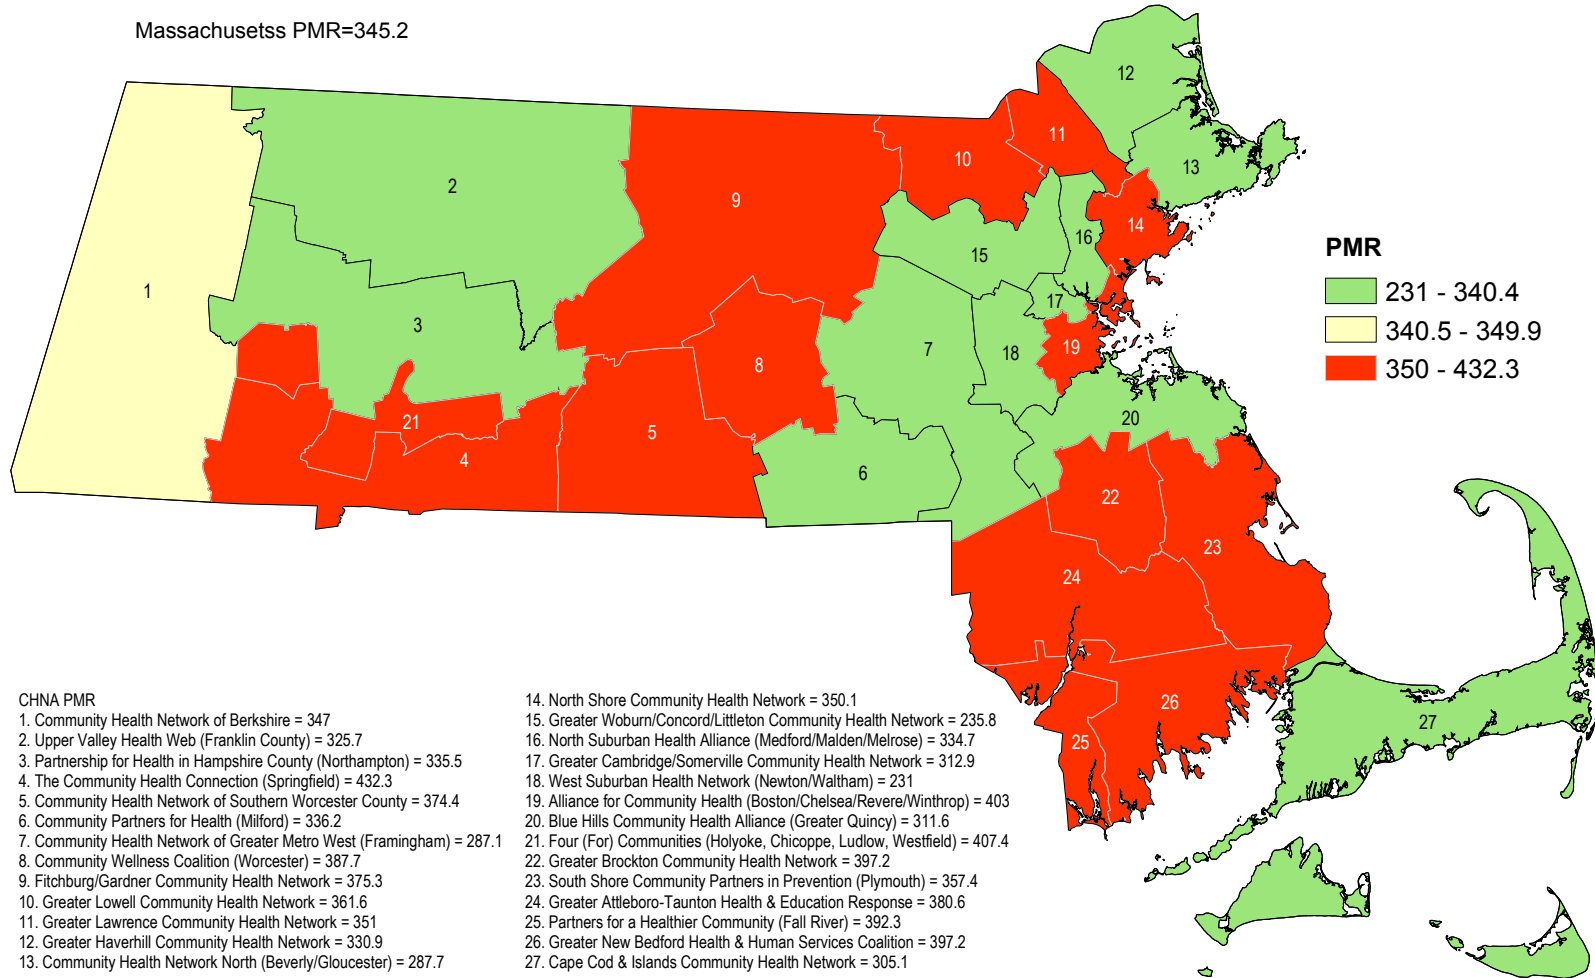 Massachusetss PMR=345.2
12
11
10
13
2
9
14
16
15
1
17
3
19
7
18
8
20
21
5
4
6
22
23
24
26
27
25
PMR
231 - 340.4
340.5 - 349.9
350 - 432.3
CHNA PMR
1. Community Health Network of Berkshire = 347
2. Upper Valley Health Web (Franklin County) = 325.7
3. Partnership for Health in Hampshire County (Northampton) = 335.5
4. The Community Health Connection (Springfield) = 432.3
5. Community Health Network of Southern Worcester County = 374.4
6. Community Partners for Health (Milford) = 336.2
7. Community Health Network of Greater Metro West (Framingham) = 287.1
8. Community Wellness Coalition (Worcester) = 387.7
9. Fitchburg/Gardner Community Health Network = 375.3
10. Greater Lowell Community Health Network = 361.6
11. Greater Lawrence Community Health Network = 351
12. Greater Haverhill Community Health Network = 330.9
13. Community Health Network North (Beverly/Gloucester) = 287.7
14. North Shore Community Health Network = 350.1
15. Greater Woburn/Concord/Littleton Community Health Network = 235.8
16. North Suburban Health Alliance (Medford/Malden/Melrose) = 334.7
17. Greater Cambridge/Somerville Community Health Network = 312.9
18. West Suburban Health Network (Newton/Waltham) = 231
19. Alliance for Community Health (Boston/Chelsea/Revere/Winthrop) = 403
20. Blue Hills Community Health Alliance (Greater Quincy) = 311.6
21. Four (For) Communities (Holyoke, Chicoppe, Ludlow, Westfield) = 407.4
22. Greater Brockton Community Health Network = 397.2
23. South Shore Community Partners in Prevention (Plymouth) = 357.4
24. Greater Attleboro-Taunton Health & Education Response = 380.6
25. Partners for a Healthier Community (Fall River) = 392.3
26. Greater New Bedford Health & Human Services Coalition = 397.2
27. Cape Cod & Islands Community Health Network = 305.1